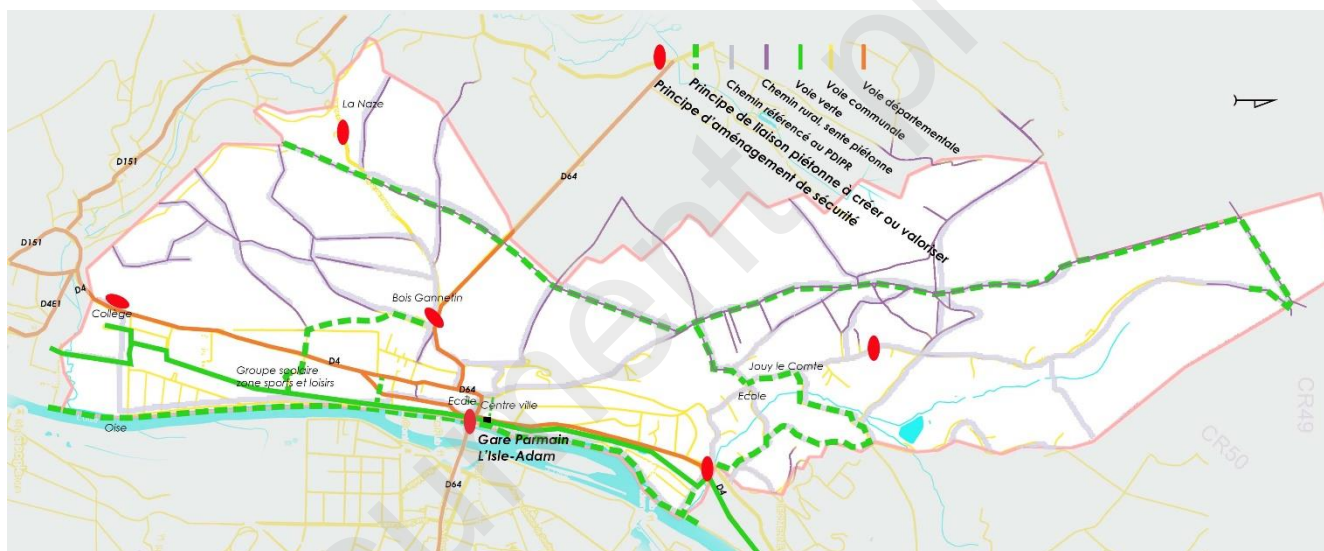 La Naze
D151
D64
Principe d'aménagement de sécurité
Principe de liaison piétonne à créer ou valoriser
Chemin référencé au PDIPR
Chemin rural, sente piétonne
Voie verte
Voie communale
Voie départementale
D151
D4E1
D4
Collège
Bois Gannetin
Groupe scolaire
zone sports et loisirs
D4
D64
Ecole
Centre ville
Gare Parmain
L'Isle-Adam
Oise
D64
Jouy le Comte
Ecole
D4
CR49
CR50